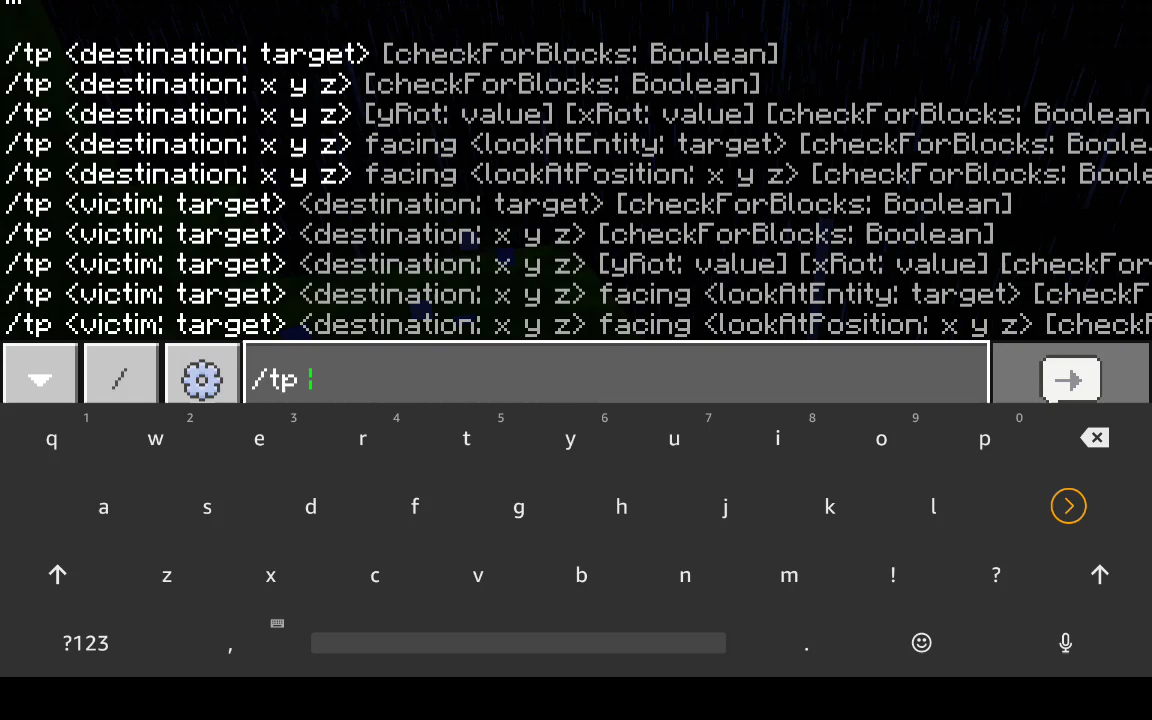 /tp <destination: target> [checkForBlocks: Boolean]
/tp <destination: x y z> [checkForBlocks: Boolean]
/tp <destination: x y z> [yRot: value] [xRot: value] [checkForBlocks: Boolean
/tp <destination: x y z> facing <lookAtEntity: target> [checkForBlocks: Boole
/tp <destination: x y z> facing <lookAtPosition: x y z> [checkForBlocks: Boole
/tp <victim: target> <destination: target> [checkForBlocks: Boolean]
/tp <victim: target> <destination: x y z> [checkForBlocks: Boolean]
/tp <victim: target> <destination: x y z> [yRot: value] [xRot: value] [checkFor
/tp <victim: target> <destination: x y z> facing <lookAtEntity: target> [checkF
/tp <victim: target> <destination: x y z> facing <lookAtPosition: x y z> [checkF
/ /tp
1 2 3 4 5 6 7 8 9 0
q w e r t y u i o p
a s d f g h j k l
z x c v b n m ! ?
?123 , .